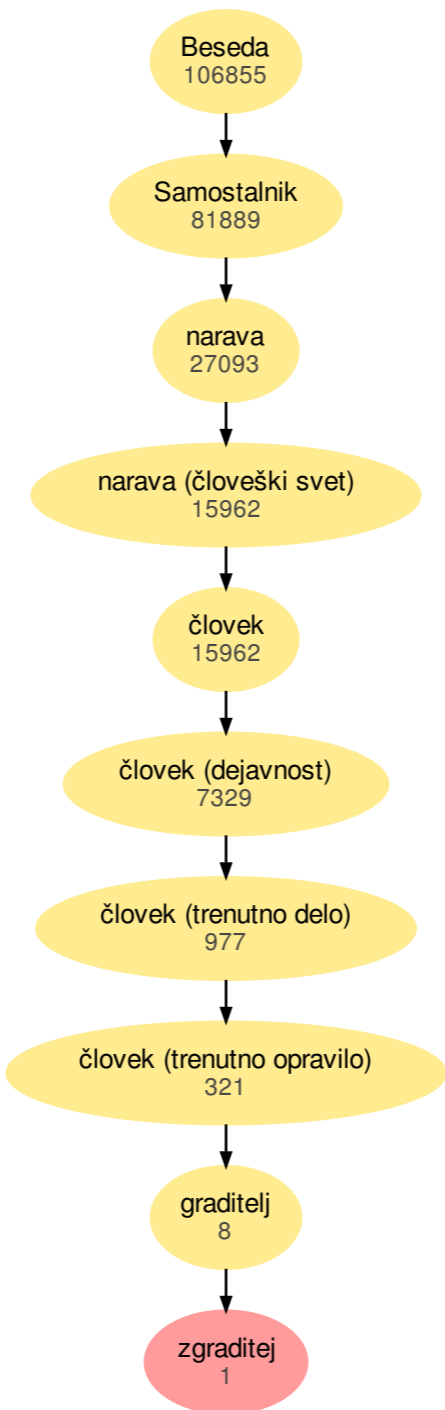 Beseda
106855
Samostalnik
81889
narava
27093
narava (človeški svet)
15962
človek
15962
človek (dejavnost)
7329
človek (trenutno delo)
977
človek (trenutno opravilo)
321
graditelj
8
zgraditej
1